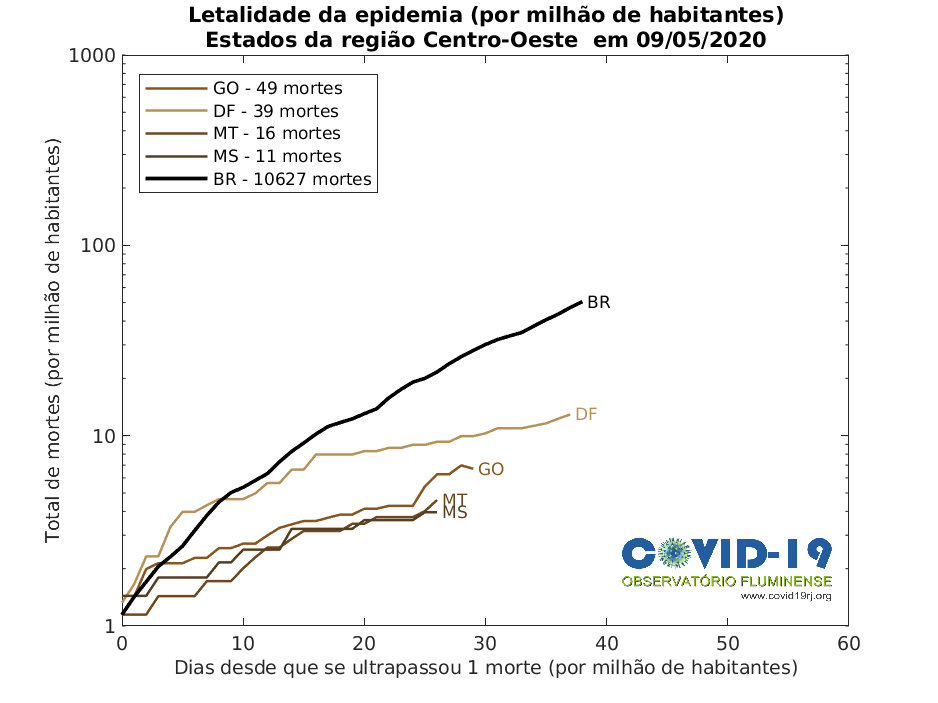 Letalidade da epidemia (por milhão de habitantes)
Estados da região Centro-Oeste em 09/05/2020
1000
100
10
1
Total de mortes (por milhão de habitantes)
GO - 49 mortes
DF - 39 mortes
MT - 16 mortes
MS - 11 mortes
BR - 10627 mortes
BR
DF
GO
MT
MS
COVID-19
OBSERVATÓRIO FLUMINENSE
www.covid19rj.org
0 10 20 30 40 50 60
Dias desde que se ultrapassou 1 morte (por milhão de habitantes)